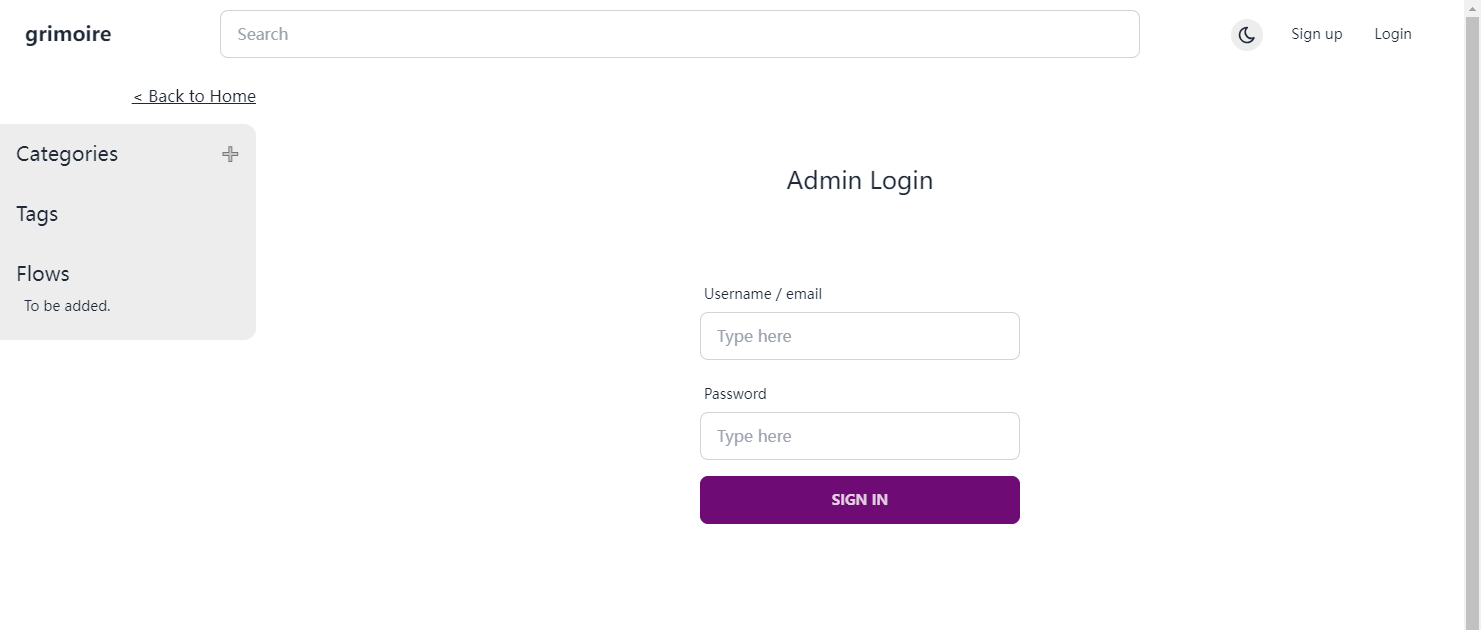 grimoire
Search
Sign up
Login
< Back to Home
Categories
Tags
Flows
To be added.
Admin Login
Username / email
Type here
Password
Type here
SIGN IN